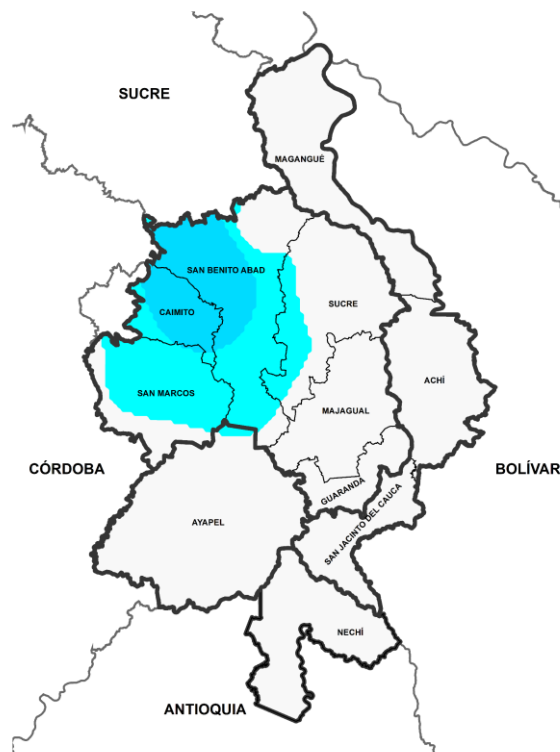 SUCRE
MAGANGUÉ
SAN BENITO ABAD
SUCRE
CAIMITO
ACHÍ
SAN MARCOS
MAJAGUAL
CÓRDOBA
BOLÍVAR
GUARANDA
AYAPEL
SAN JACINTO DEL CAUCA
NECHÍ
ANTIOQUIA